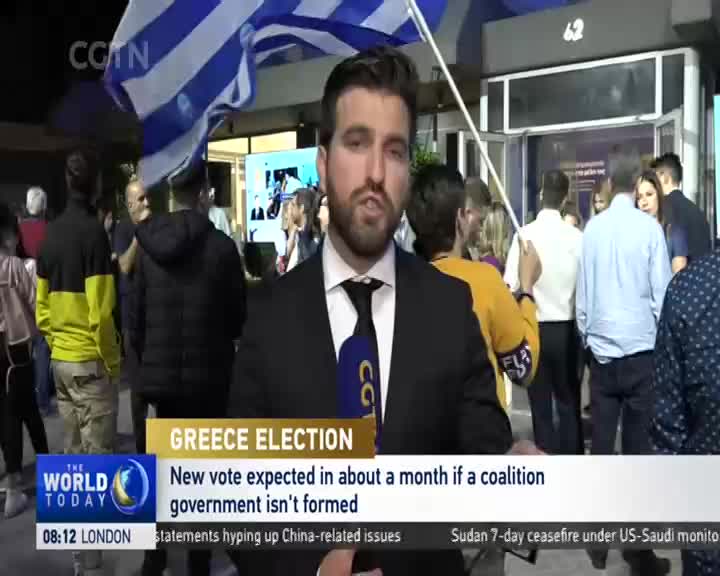 CGTN
62
GREECE ELECTION
New vote expected in about a month if a coalition
government isn't formed
THE
WORLD
TODAY
08:12 LONDON
statements hyping up China-related issues Sudan 7-day ceasefire under US-Saudi monito